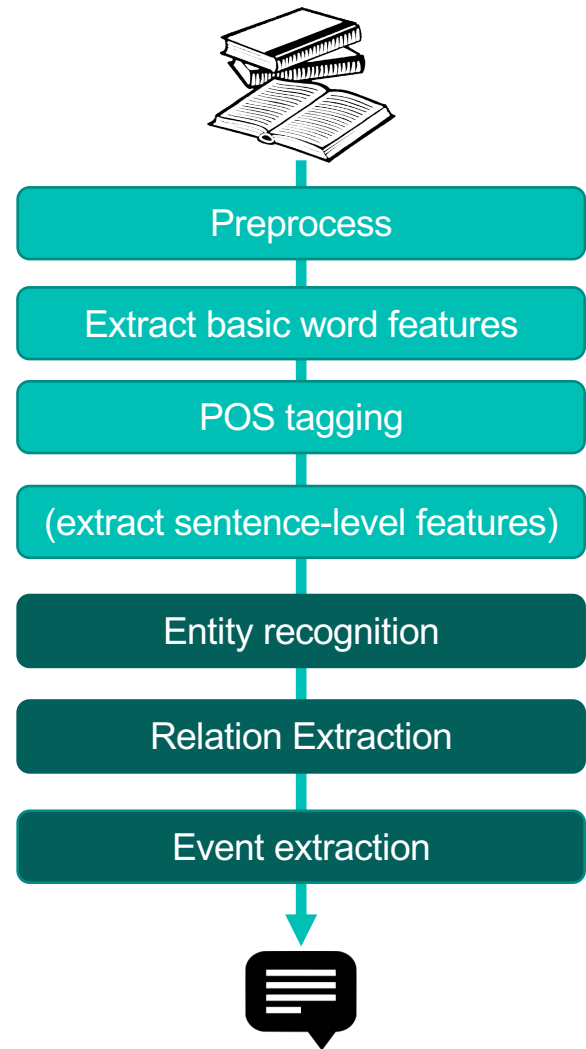 Preprocess
Extract basic word features
POS tagging
(extract sentence-level features)
Entity recognition
Relation Extraction
Event extraction